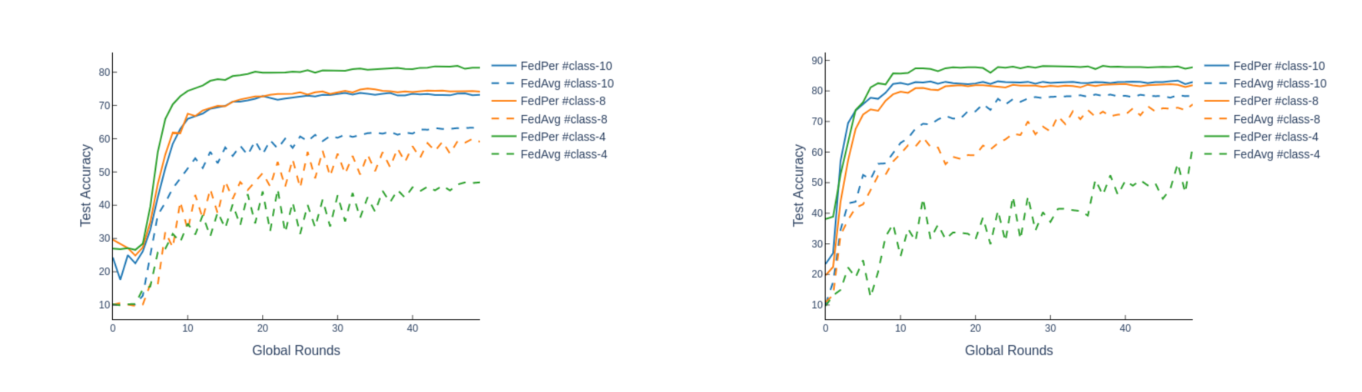 80
70
60
50
40
30
20
10
0
10
20
30
40
Test Accuracy
Global Rounds
FedPer #class-10
FedAvg #class-10
FedPer #class-8
FedAvg #class-8
FedPer #class-4
FedAvg #class-4
90
80
70
60
50
40
30
20
10
0
10
20
30
40
Test Accuracy
Global Rounds
FedPer #class-10
FedAvg #class-10
FedPer #class-8
FedAvg #class-8
FedPer #class-4
FedAvg #class-4